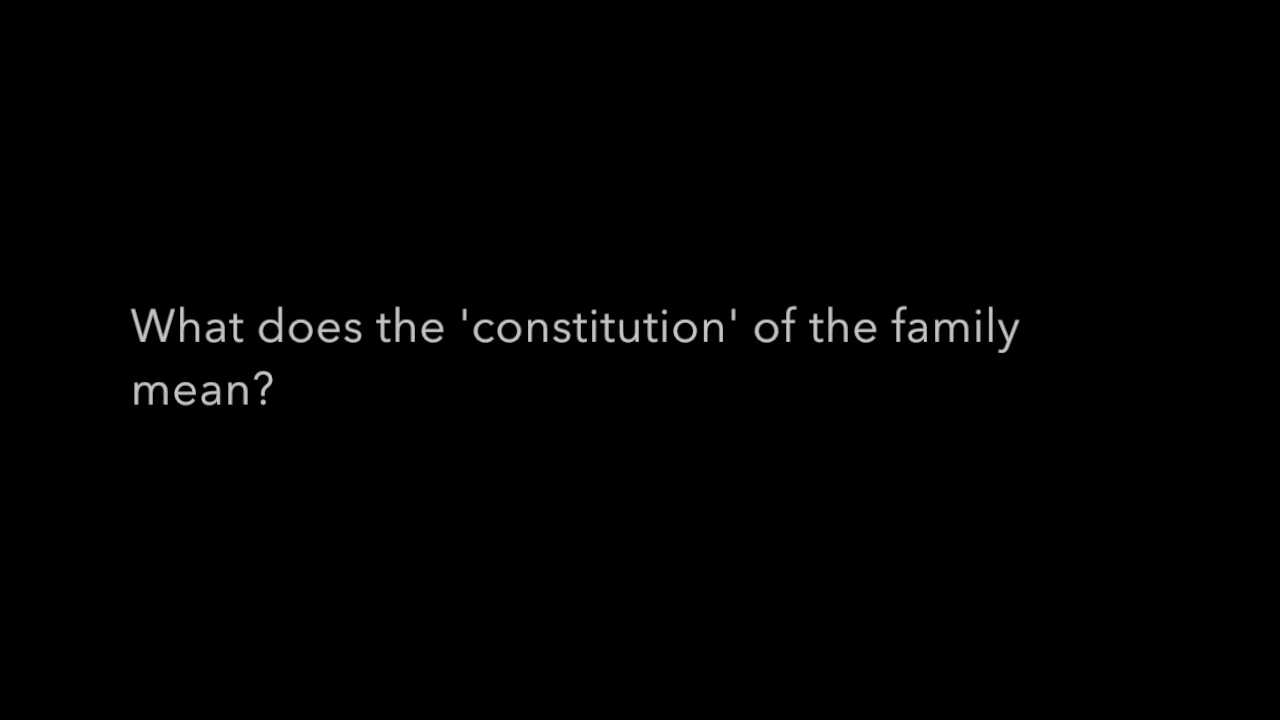 What does the 'constitution' of the family
mean?